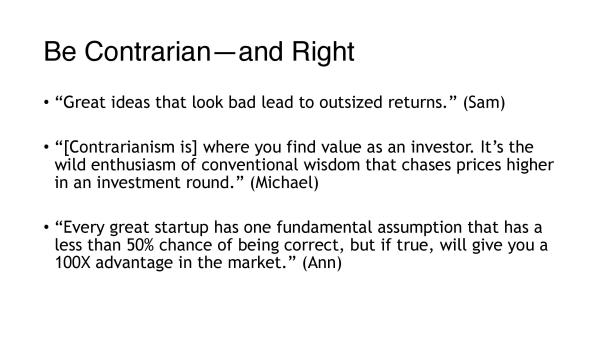 Be Contrarian—and Right
• “Great ideas that look bad lead to outsized returns.” (Sam)
• “[Contrarianism is] where you find value as an investor. It’s the
wild enthusiasm of conventional wisdom that chases prices higher
in an investment round.” (Michael)
• “Every great startup has one fundamental assumption that has a
less than 50% chance of being correct, but if true, will give you a
100X advantage in the market.” (Ann)